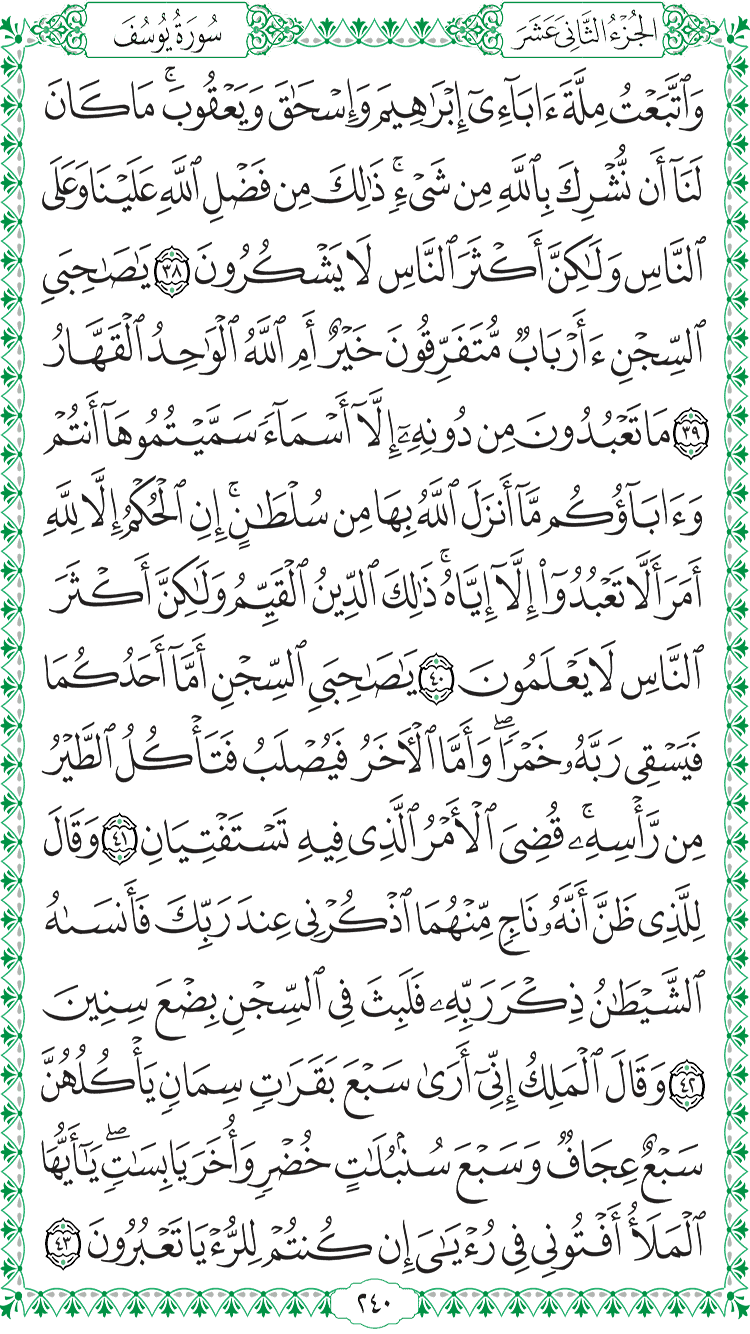 الجُزْءُ الثَّانِيَ عَشَرَ
سُورَةُ يُوسُفَ
وَٱتَّبَعْتُ مِلَّةَ ءَابَآءِىٓ إِبْرَٰهِيمَ وَإِسْحَٰقَ وَيَعْقُوبَ ۚ مَا كَانَ
لَنَآ أَن نُّشْرِكَ بِٱللَّهِ مِن شَىْءٍ ۚ ذَٰلِكَ مِن فَضْلِ ٱللَّهِ عَلَيْنَا وَعَلَى
ٱلنَّاسِ وَلَٰكِنَّ أَكْثَرَ ٱلنَّاسِ لَا يَشْكُرُونَ ٣٨ يَٰصَٰحِبَىِ
ٱلسِّجْنِ ءَأَرْبَابٌ مُّتَفَرِّقُونَ خَيْرٌ أَمِ ٱللَّهُ ٱلْوَٰحِدُ ٱلْقَهَّارُ
٣٩ مَا تَعْبُدُونَ مِن دُونِهِۦٓ إِلَّآ أَسْمَآءً سَمَّيْتُمُوهَآ أَنتُمْ
وَءَابَآؤُكُم مَّآ أَنزَلَ ٱللَّهُ بِهَا مِن سُلْطَٰنٍ ۚ إِنِ ٱلْحُكْمُ إِلَّا لِلَّهِ
أَمَرَ أَلَّا تَعْبُدُوٓا۟ إِلَّآ إِيَّاهُ ۚ ذَٰلِكَ ٱلدِّينُ ٱلْقَيِّمُ وَلَٰكِنَّ أَكْثَرَ
ٱلنَّاسِ لَا يَعْلَمُونَ ٤٠ يَٰصَٰحِبَىِ ٱلسِّجْنِ أَمَّآ أَحَدُكُمَا
فَيَسْقِى رَبَّهُۥ خَمْرًا ۖ وَأَمَّا ٱلْءَاخَرُ فَيُصْلَبُ فَتَأْكُلُ ٱلطَّيْرُ
مِن رَّأْسِهِۦ ۚ قُضِىَ ٱلْأَمْرُ ٱلَّذِى فِيهِ تَسْتَفْتِيَانِ ٤١ وَقَالَ
لِلَّذِى ظَنَّ أَنَّهُۥ نَاجٍ مِّنْهُمَا ٱذْكُرْنِى عِندَ رَبِّكَ فَأَنسَىٰهُ
ٱلشَّيْطَٰنُ ذِكْرَ رَبِّهِۦ فَلَبِثَ فِى ٱلسِّجْنِ بِضْعَ سِنِينَ
٤٢ وَقَالَ ٱلْمَلِكُ إِنِّىٓ أَرَىٰ سَبْعَ بَقَرَٰتٍ سِمَانٍ يَأْكُلُهُنَّ
سَبْعٌ عِجَافٌ وَسَبْعَ سُنۢبُلَٰتٍ خُضْرٍ وَأُخَرَ يَابِسَٰتٍ ۖ يَٰٓأَيُّهَا
ٱلْمَلَأُ أَفْتُونِى فِى رُءْيَٰىَ إِن كُنتُمْ لِلرُّءْيَا تَعْبُرُونَ ٤٣
٢٤٠